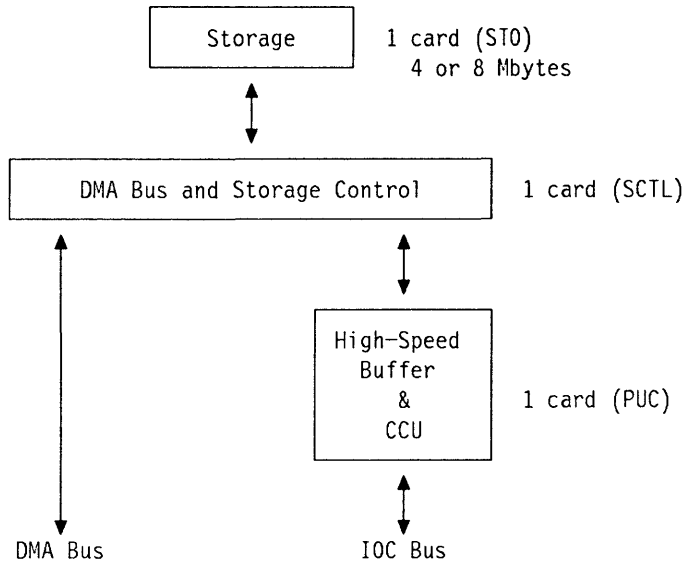 Storage
1 card (STO)
4 or 8 Mbytes
DMA Bus and Storage Control
1 card (SCTL)
High-Speed
Buffer
&
CCU
1 card (PUC)
DMA Bus
IOC Bus